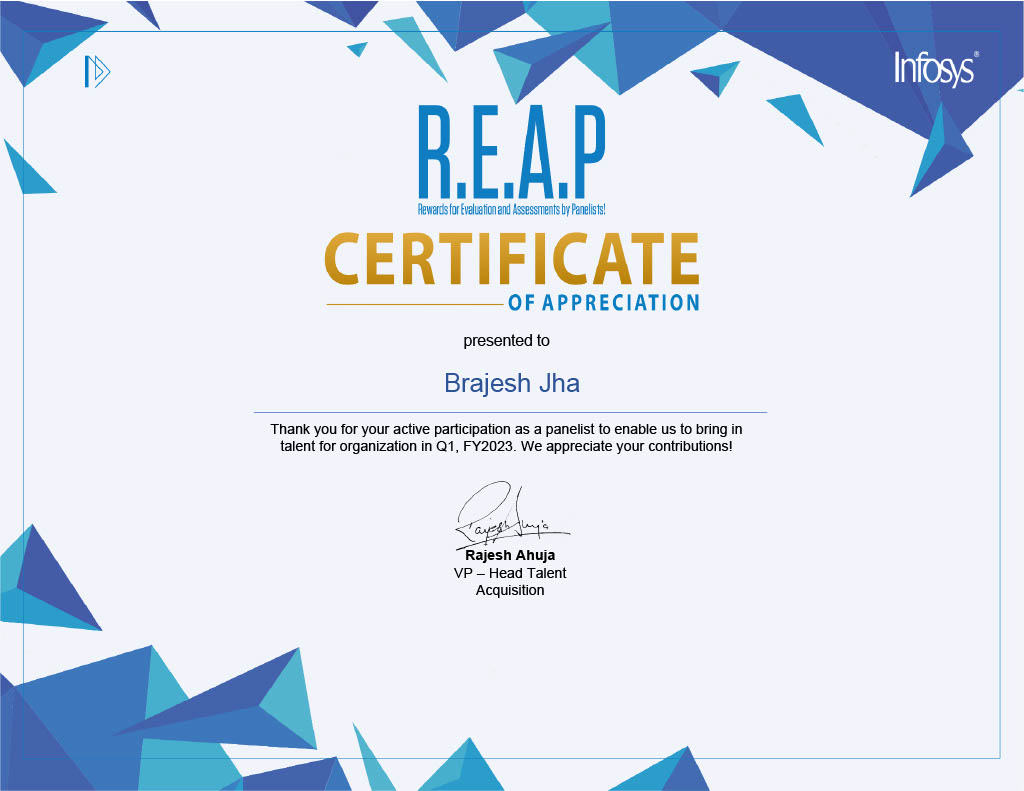 Infosys®
R.E.A.P
Rewards for Evaluation and Assessments by Panelists!
CERTIFICATE
OF APPRECIATION
presented to
Brajesh Jha
Thank you for your active participation as a panelist to enable us to bring in
talent for organization in Q1, FY2023. We appreciate your contributions!
Rajesh Ahuja
Rajesh Ahuja
VP – Head Talent
Acquisition